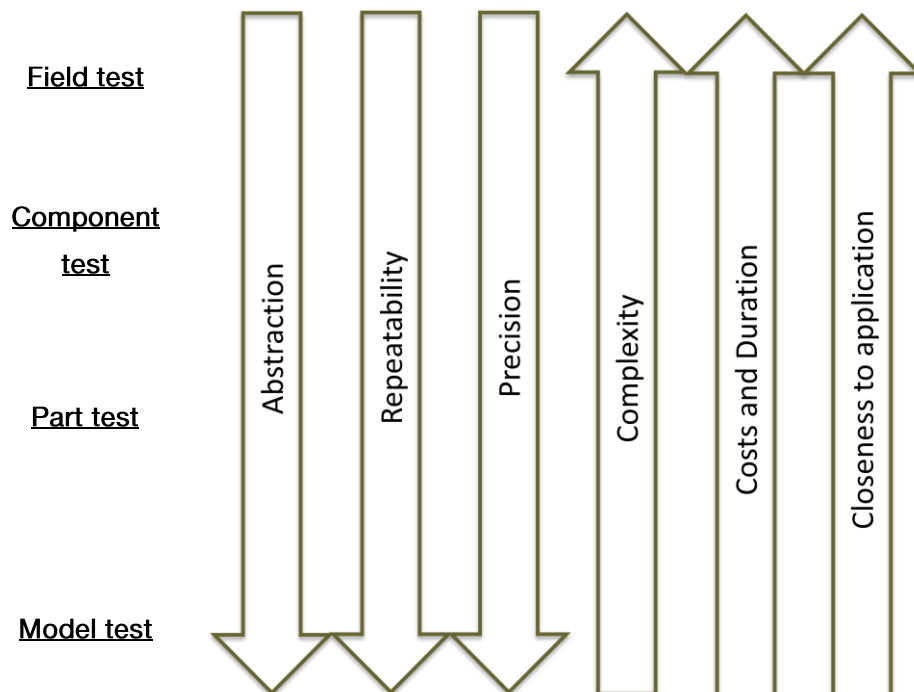 Field test
Component
test
Part test
Model test
Abstraction
Repeatability
Precision
Complexity
Costs and Duration
Closeness to application